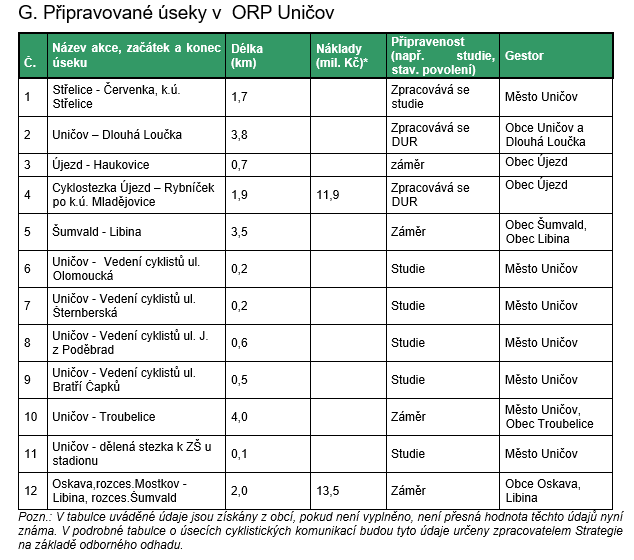 G. Připravované úseky v  ORP Uničov
Č. Název akce, začátek a konec úseku Délka (km) Náklady (mil. Kč)* Připravenost (např. studie, stav. povolení) Gestor
1 Střelice - Červenka, k.ú. Střelice 1,7 Zpracovává se studie Město Uničov
2 Uničov – Dlouhá Loučka 3,8 Zpracovává se DUR Obce Uničov a Dlouhá Loučka
3 Újezd - Haukovice 0,7 záměr Obec Újezd
4 Cyklostezka Újezd – Rybníček po k.ú. Mladějovice 1,9 11,9 Zpracovává se DUR Obec Újezd
5 Šumvald - Libina 3,5 Záměr Obec Šumvald, Obec Libina
6 Uničov -  Vedení cyklistů ul. Olomoucká 0,2 Studie Město Uničov
7 Uničov - Vedení cyklistů ul. Šternberská 0,2 Studie Město Uničov
8 Uničov - Vedení cyklistů ul. J. z Poděbrad 0,6 Studie Město Uničov
9 Uničov - Vedení cyklistů ul. Bratří Čapků 0,5 Studie Město Uničov
10 Uničov - Troubelice 4,0 Záměr Město Uničov, Obec Troubelice
11 Uničov - dělená stezka k ZŠ u stadionu 0,1 Studie Město Uničov
12 Oskava,rozces.Mostkov - Libina, rozces.Šumvald 2,0 13,5 Záměr Obce Oskava, Libina
Pozn.: V tabulce uváděné údaje jsou získány z obcí, pokud není vyplněno, není přesná hodnota těchto údajů nyní
známa. V podrobné tabulce o úsecích cyklistických komunikací budou tyto údaje určeny zpracovatelem Strategie
na základě odborného odhadu.